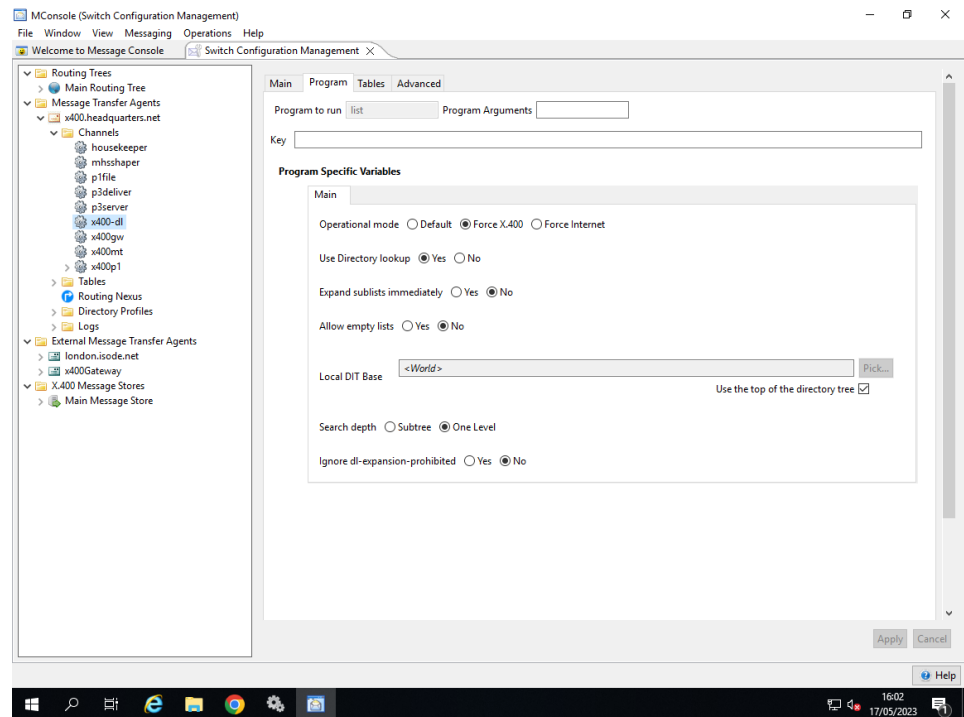 MConsole (Switch Configuration Management)
File Window View Messaging Operations Help
Welcome to Message Console
Switch Configuration Management
Routing Trees
Main Routing Tree
Message Transfer Agents
x400.headquarters.net
Channels
housekeeper
mhsshaper
p1file
p3deliver
p3server
x400-dl
x400gw
x400mt
x400p1
Tables
Routing Nexus
Directory Profiles
Logs
External Message Transfer Agents
london.isode.net
x400Gateway
X.400 Message Stores
Main Message Store
Main Program Tables Advanced
Program to run list Program Arguments
Key
Program Specific Variables
Main
Operational mode Default Force X.400 Force Internet
Use Directory lookup Yes No
Expand sublists immediately Yes No
Allow empty lists Yes No
Local DIT Base <World> Pick...
Use the top of the directory tree
Search depth Subtree One Level
Ignore dl-expansion-prohibited Yes No
Apply Cancel
Help
16:02
17/05/2023
1